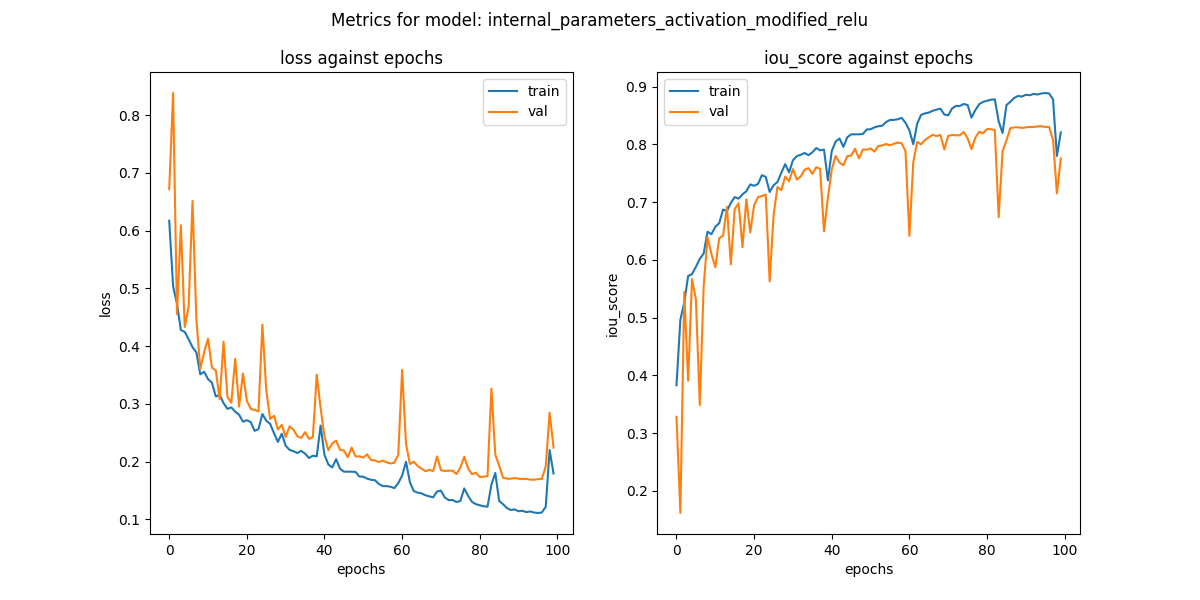 Metrics for model: internal_parameters_activation_modified_relu
loss against epochs
train
val
0.8
0.7
0.6
0.5
0.4
0.3
0.2
0.1
loss
0
20
40
60
80
100
epochs
iou_score against epochs
train
val
0.9
0.8
0.7
0.6
0.5
0.4
0.3
0.2
iou_score
0
20
40
60
80
100
epochs